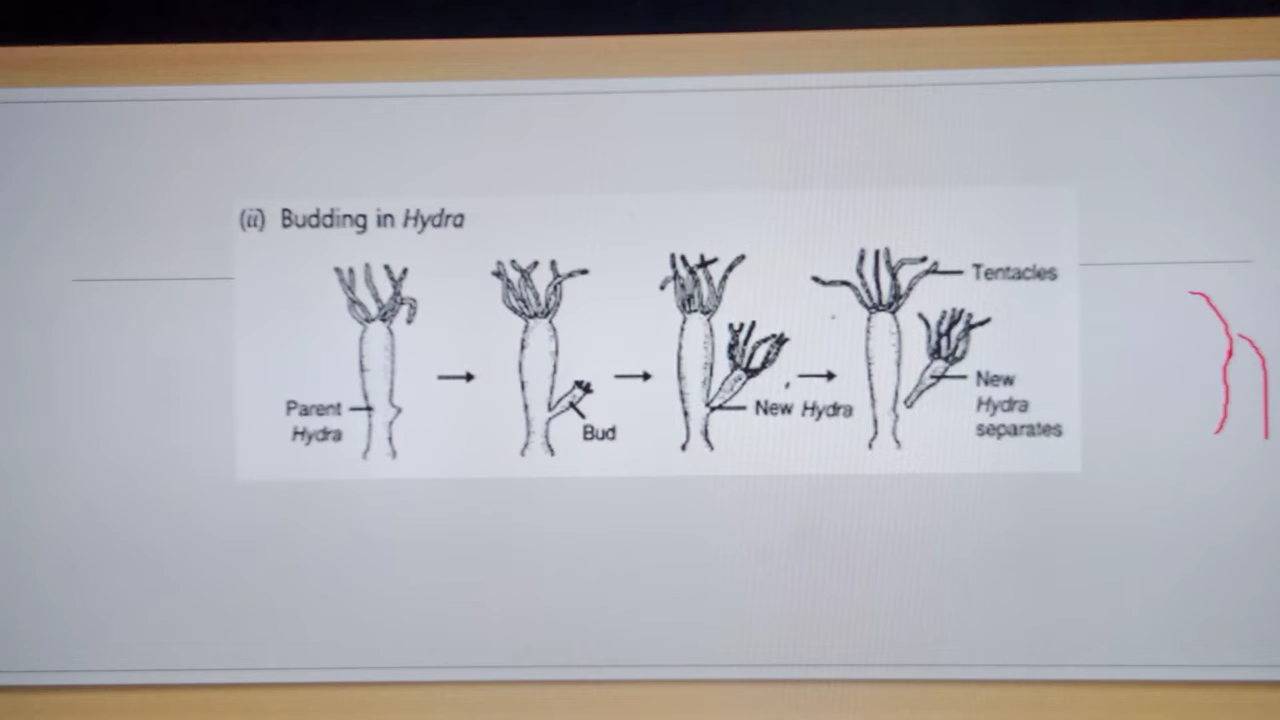 (ii) Budding in Hydra
Tentacles
Parent
Hydra
Bud
New Hydra
New
Hydra
separates